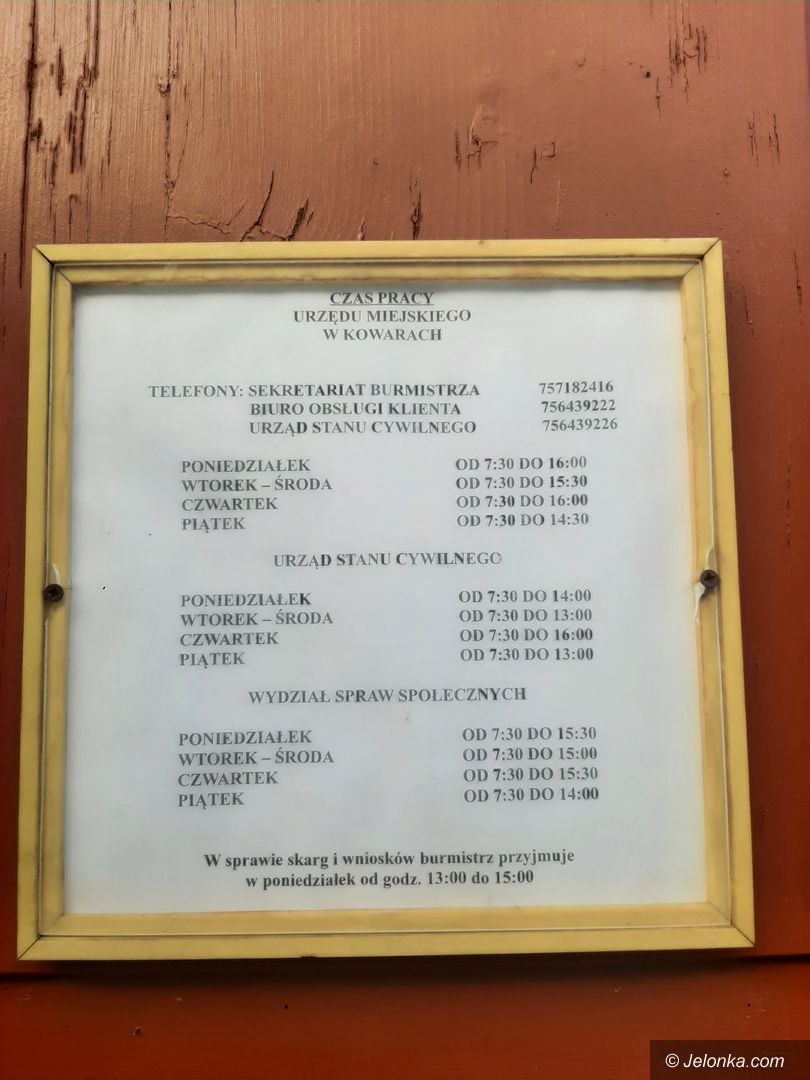 CZAS PRACY
URZĘDU MIEJSKIEGO
W KOWARACH
TELEFONY: SEKRETARIAT BURMISTRZA 757182416
BIURO OBSŁUGI KLIENTA 756439222
URZĄD STANU CYWILNEGO 756439226
PONIEDZIAŁEK OD 7:30 DO 16:00
WTOREK – ŚRODA OD 7:30 DO 15:30
CZWARTEK OD 7:30 DO 16:00
PIĄTEK OD 7:30 DO 14:30
URZĄD STANU CYWILNEGO
PONIEDZIAŁEK OD 7:30 DO 14:00
WTOREK – ŚRODA OD 7:30 DO 13:00
CZWARTEK OD 7:30 DO 16:00
PIĄTEK OD 7:30 DO 13:00
WYDZIAŁ SPRAW SPOŁECZNYCH
PONIEDZIAŁEK OD 7:30 DO 15:30
WTOREK – ŚRODA OD 7:30 DO 15:00
CZWARTEK OD 7:30 DO 15:30
PIĄTEK OD 7:30 DO 14:00
W sprawie skarg i wniosków burmistrz przyjmuje
w poniedziałek od godz. 13:00 do 15:00
© Jelonka.com